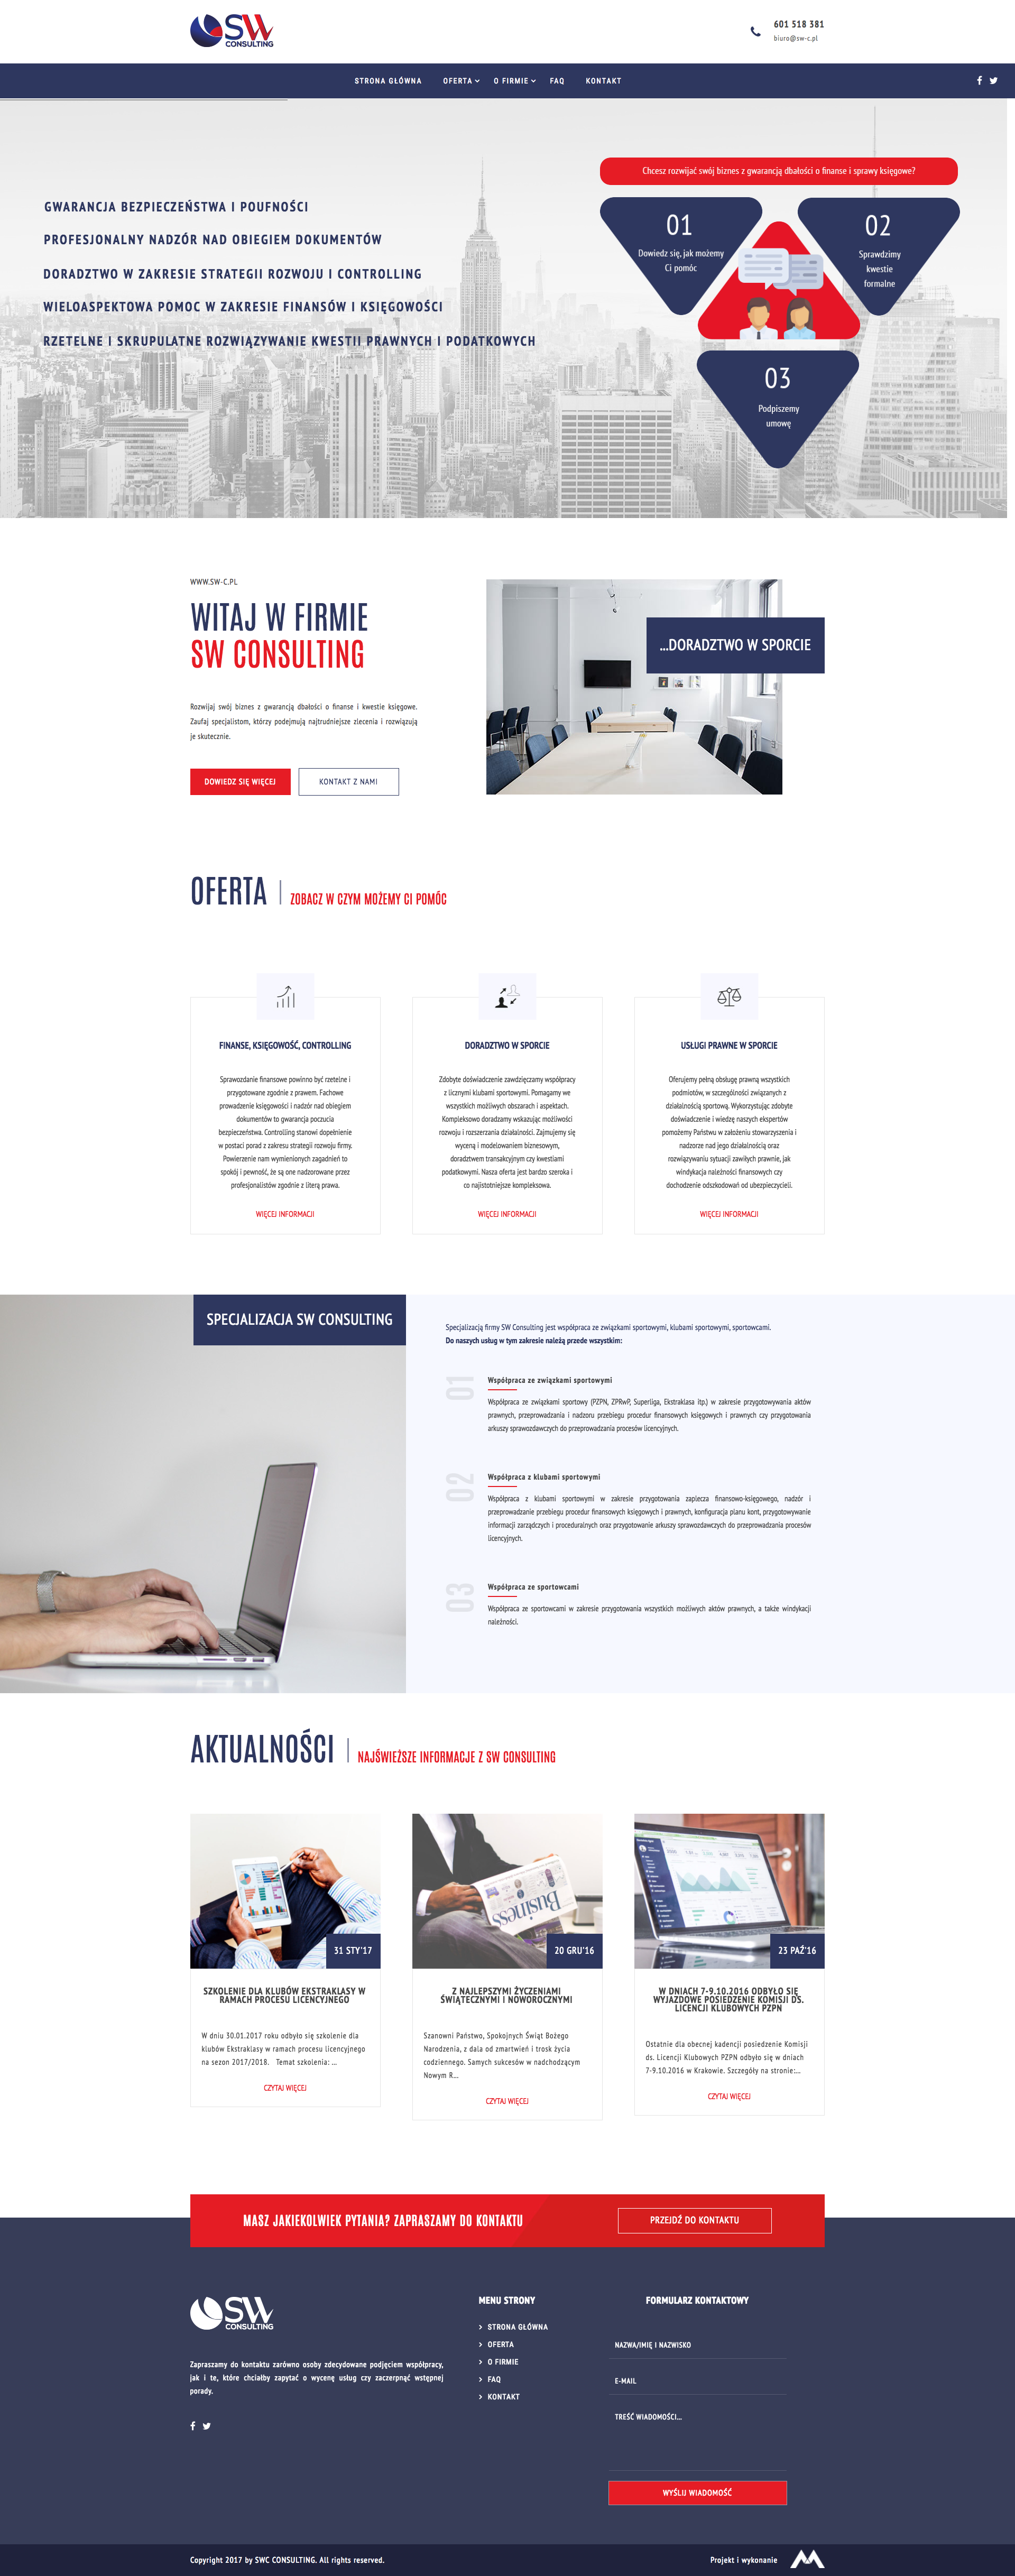 SW
CONSULTING
601 518 381
biuro@sw-c.pl
STRONA GŁÓWNA
OFERTA
O FIRMIE
FAQ
KONTAKT
GWARANCJA BEZPIECZEŃSTWA I POUFNOŚCI
PROFESJONALNY NADZÓR NAD OBIEGIEM DOKUMENTÓW
DORADZTWO W ZAKRESIE STRATEGII ROZWOJU I CONTROLLING
WIELOASPEKTOWA POMOC W ZAKRESIE FINANSÓW I KSIĘGOWOŚCI
RZETELNE I SKRUPULATNE ROZWIĄZYWANIE KWESTII PRAWNYCH I PODATKOWYCH
Chcesz rozwijać swój biznes z gwarancją dbałości o finanse i sprawy księgowe?
01
Dowiedz się, jak możemy
Ci pomóc
02
Sprawdzimy
kwestie
formalne
03
Podpiszemy
umowę
WWW.SW-C.PL
WITAJ W FIRMIE
SW CONSULTING
Rozwijaj swój biznes z gwarancją dbałości o finanse i kwestie księgowe.
Zaufaj specjalistom, którzy podejmują najtrudniejsze zlecenia i rozwiązują
je skutecznie.
DOWIEDZ SIĘ WIĘCEJ
KONTAKT Z NAMI
...DORADZTWO W SPORCIE
OFERTA
ZOBACZ W CZYM MOŻEMY CI POMÓC
FINANSE, KSIĘGOWOŚĆ, CONTROLLING
Sprawozdanie finansowe powinno być rzetelne i
przygotowane zgodnie z prawem. Fachowe
prowadzenie księgowości i nadzór nad obiegiem
dokumentów to gwarancja poczucia
bezpieczeństwa. Controlling stanowi dopełnienie
w postaci porad z zakresu strategii rozwoju firmy.
Powierzenie nam wymienionych zagadnień to
spokój i pewność, że są one nadzorowane przez
profesjonalistów zgodnie z literą prawa.
WIĘCEJ INFORMACJI
DORADZTWO W SPORCIE
Zdobyte doświadczenie zawdzięczamy współpracy
z licznymi klubami sportowymi. Pomagamy we
wszystkich możliwych obszarach i aspektach.
Kompleksowo doradzamy wskazując możliwości
rozwoju i rozszerzania działalności. Zajmujemy się
wyceną i modelowaniem biznesowym,
doradztwem transakcyjnym czy kwestiami
podatkowymi. Nasza oferta jest bardzo szeroka i
co najistotniejsze kompleksowa.
WIĘCEJ INFORMACJI
USŁUGI PRAWNE W SPORCIE
Oferujemy pełną obsługę prawną wszystkich
podmiotów, w szczególności związanych z
działalnością sportową. Wykorzystując zdobyte
doświadczenie i wiedzę naszych ekspertów
pomożemy Państwu w założeniu stowarzyszenia i
nadzorze nad jego działalnością oraz
rozwiązywaniu sytuacji zawiłych prawnie, jak
windykacja należności finansowych czy
dochodzenie odszkodowań od ubezpieczycieli.
WIĘCEJ INFORMACJI
SPECJALIZACJA SW CONSULTING
Specjalizacją firmy SW Consulting jest współpraca ze związkami sportowymi, klubami sportowymi, sportowcami.
Do naszych usług w tym zakresie należą przede wszystkim:
01
Współpraca ze związkami sportowymi
Współpraca ze związkami sportowy (PZPN, ZPRwP, Superliga, Ekstraklasa itp.) w zakresie przygotowywania aktów
prawnych, przeprowadzania i nadzoru przebiegu procedur finansowych księgowych i prawnych czy przygotowania
arkuszy sprawozdawczych do przeprowadzania procesów licencyjnych.
02
Współpraca z klubami sportowymi
Współpraca z klubami sportowymi w zakresie przygotowania zaplecza finansowo-księgowego, nadzór i
przeprowadzanie przebiegu procedur finansowych księgowych i prawnych, konfiguracja planu kont, przygotowywanie
informacji zarządczych i proceduralnych oraz przygotowanie arkuszy sprawozdawczych do przeprowadzania procesów
licencyjnych.
03
Współpraca ze sportowcami
Współpraca ze sportowcami w zakresie przygotowania wszystkich możliwych aktów prawnych, a także windykacji
należności.
AKTUALNOŚCI
NAJŚWIEŻSZE INFORMACJE Z SW CONSULTING
31 STY'17
SZKOLENIE DLA KLUBÓW EKSTRAKLASY W
RAMACH PROCESU LICENCYJNEGO
W dniu 30.01.2017 roku odbyło się szkolenie dla
klubów Ekstraklasy w ramach procesu licencyjnego
na sezon 2017/2018. Temat szkolenia: ...
CZYTAJ WIĘCEJ
Business
20 GRU'16
Z NAJLEPSZYMI ŻYCZENIAMI
ŚWIĄTECZNYMI I NOWOROCZNYMI
Szanowni Państwo, Spokojnych Świąt Bożego
Narodzenia, z dala od zmartwień i trosk życia
codziennego. Samych sukcesów w nadchodzącym
Nowym R...
CZYTAJ WIĘCEJ
23 PAŹ'16
W DNIACH 7-9.10.2016 ODBYŁO SIĘ
WYJAZDOWE POSIEDZENIE KOMISJI DS.
LICENCJI KLUBOWYCH PZPN
Ostatnie dla obecnej kadencji posiedzenie Komisji
ds. Licencji Klubowych PZPN odbyło się w dniach
7-9.10.2016 w Krakowie. Szczegóły na stronie:...
CZYTAJ WIĘCEJ
MASZ JAKIEKOLWIEK PYTANIA? ZAPRASZAMY DO KONTAKTU
PRZEJDŹ DO KONTAKTU
SW
CONSULTING
Zapraszamy do kontaktu zarówno osoby zdecydowane podjęciem współpracy,
jak i te, które chciałby zapytać o wycenę usług czy zaczerpnąć wstępnej
porady.
MENU STRONY
STRONA GŁÓWNA
OFERTA
O FIRMIE
FAQ
KONTAKT
FORMULARZ KONTAKTOWY
NAZWA/IMIĘ I NAZWISKO
E-MAIL
TREŚĆ WIADOMOŚCI...
WYŚLIJ WIADOMOŚĆ
Copyright 2017 by SWC CONSULTING. All rights reserved.
Projekt i wykonanie